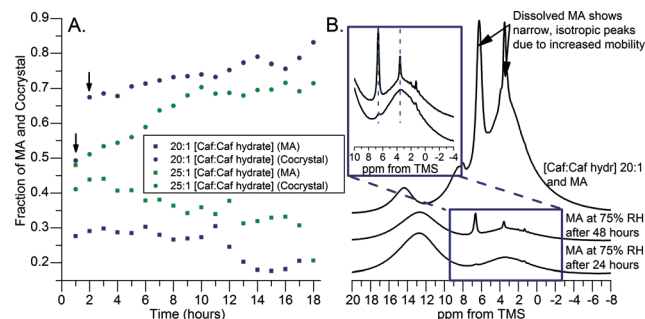 A.
0.9
0.8
0.7
0.6
0.5
0.4
0.3
0.2
Fraction of MA and Cocrystal
20:1 [Caf:Caf hydrate] (MA)
20:1 [Caf:Caf hydrate] (Cocrystal)
25:1 [Caf:Caf hydrate] (MA)
25:1 [Caf:Caf hydrate] (Cocrystal)
0 2 4 6 8 10 12 14 16 18
Time (hours)
B.
Dissolved MA shows
narrow, isotropic peaks
due to increased mobility
10 8 6 4 2 0 -2 -4
ppm from TMS
[Caf:Caf hydr] 20:1
and MA
MA at 75% RH
after 48 hours
MA at 75% RH
after 24 hours
20 18 16 14 12 10 8 6 4 2 0 -2 -4 -6 -8
ppm from TMS